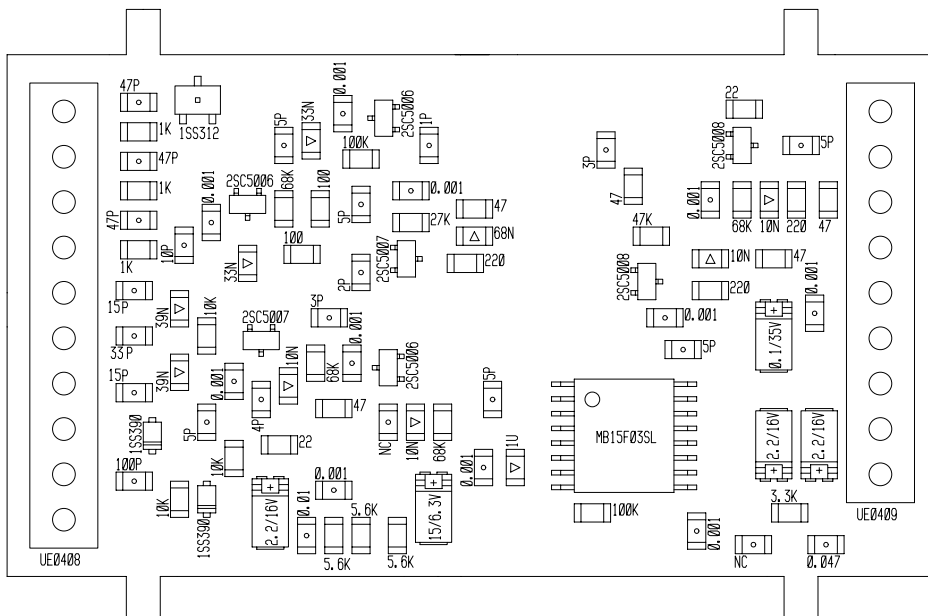 47P
1SS312
1K
47P
1K
47P
1K
0.001
10P
2SC5006
68K
100
5P
33N
0.001
2SC5006
1P
100K
5P
0.001
27K
47
68N
220
100
33N
2SC5007
2P
22
2SC5008
5P
3P
47
0.001
68K
10N
220
47
47K
10N
47
2SC5008
220
0.001
0.001
5P
0.1/35V
15P
39N
10K
2SC5007
3P
0.001
33P
10N
68K
2SC5006
39N
0.001
15P
4P
47
5P
5P
1SS390
22
NC
10N
68K
MB15F03SL
2.2/16V
2.2/16V
100P
10K
0.001
1U
0.001
10K
1SS390
2.2/16V
0.01
5.6K
15/6.3V
100K
3.3K
0.001
UE0408
5.6K
5.6K
NC
0.047
UE0409